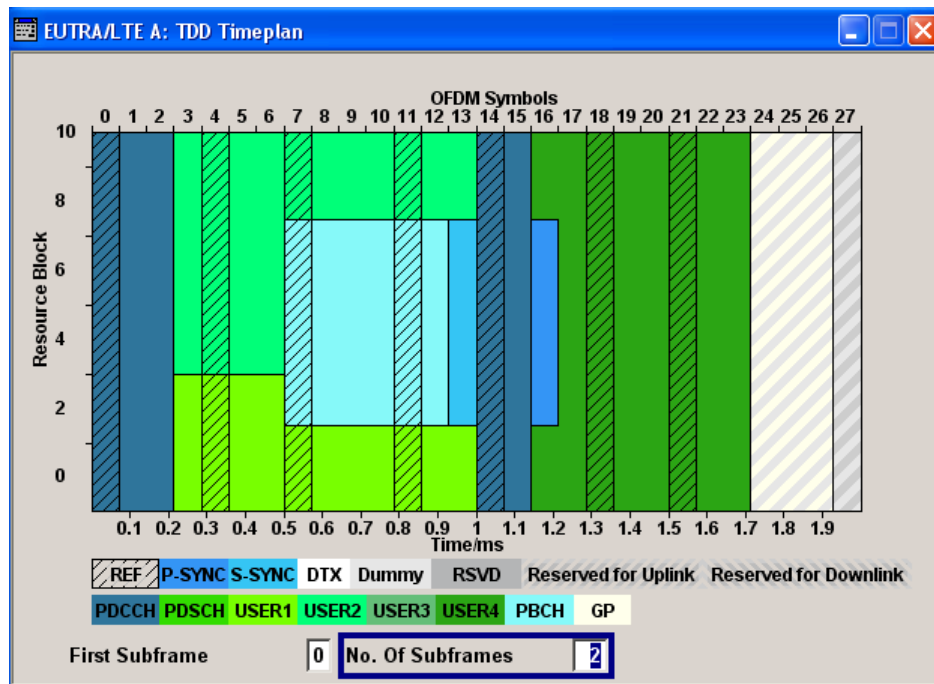 EUTRA/LTE A: TDD Timeplan
OFDM Symbols
0 1 2 3 4 5 6 7 8 9 10 11 12 13 14 15 16 17 18 19 20 21 22 23 24 25 26 27
10
8
6
4
2
0
Resource Block
0.1 0.2 0.3 0.4 0.5 0.6 0.7 0.8 0.9 1 1.1 1.2 1.3 1.4 1.5 1.6 1.7 1.8 1.9
Time/ms
REF P-SYNC S-SYNC DTX Dummy RSVD Reserved for Uplink Reserved for Downlink
PDCCH PDSCH USER1 USER2 USER3 USER4 PBCH GP
First Subframe 0 No. Of Subframes 2